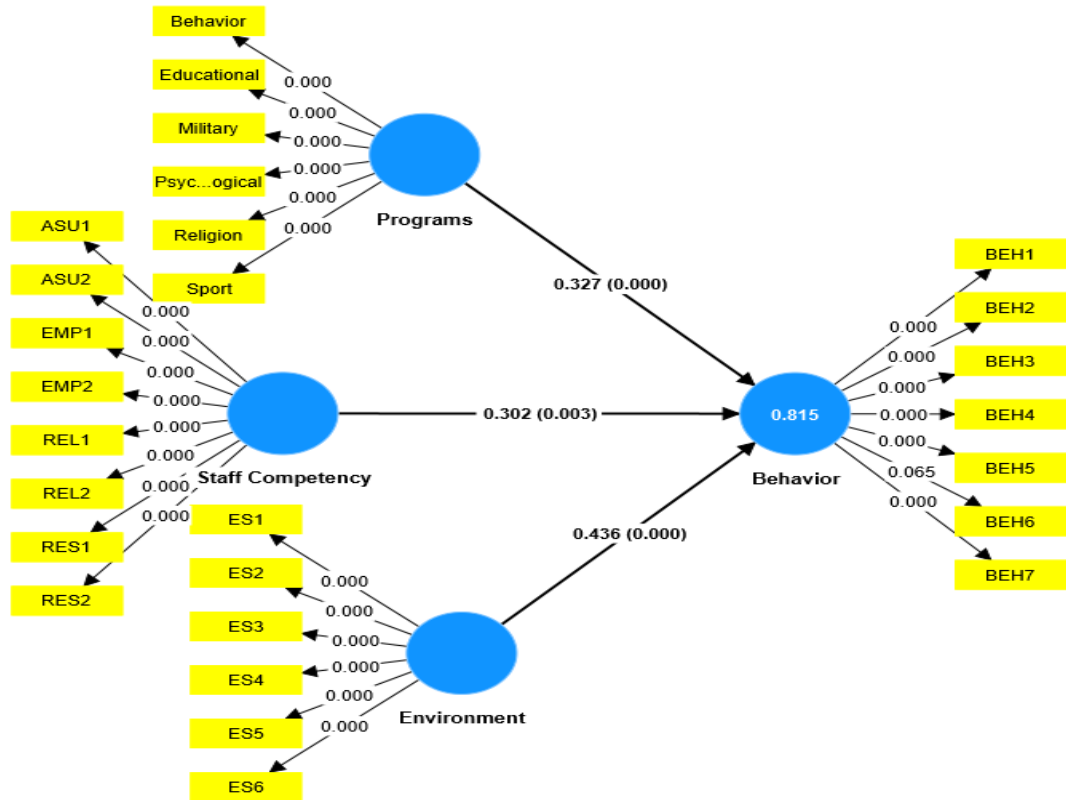 Behavior
Educational
Military
Psyc...ogical
Religion
Sport
0.000
0.000
0.000
0.000
0.000
0.000
Programs
ASU1
ASU2
EMP1
EMP2
REL1
REL2
RES1
RES2
0.000
0.000
0.000
0.000
0.000
0.000
0.000
0.000
Staff Competency
ES1
ES2
ES3
ES4
ES5
ES6
0.000
0.000
0.000
0.000
0.000
0.000
Environment
0.327 (0.000)
0.302 (0.003)
0.436 (0.000)
0.815
Behavior
0.000
0.000
0.000
0.000
0.000
0.065
0.000
BEH1
BEH2
BEH3
BEH4
BEH5
BEH6
BEH7